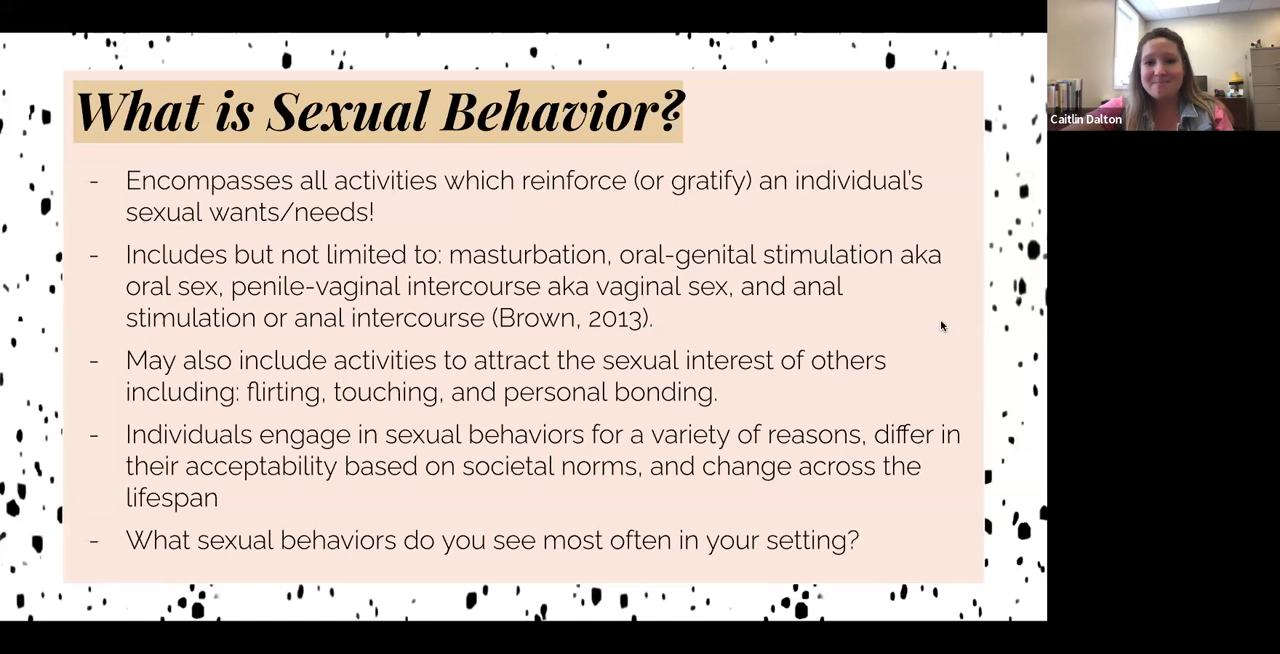 What is Sexual Behavior?
- Encompasses all activities which reinforce (or gratify) an individual's
sexual wants/needs!
- Includes but not limited to: masturbation, oral-genital stimulation aka
oral sex, penile-vaginal intercourse aka vaginal sex, and anal
stimulation or anal intercourse (Brown, 2013).
- May also include activities to attract the sexual interest of others
including: flirting, touching, and personal bonding.
- Individuals engage in sexual behaviors for a variety of reasons, differ in
their acceptability based on societal norms, and change across the
lifespan
- What sexual behaviors do you see most often in your setting?
Caitlin Dalton